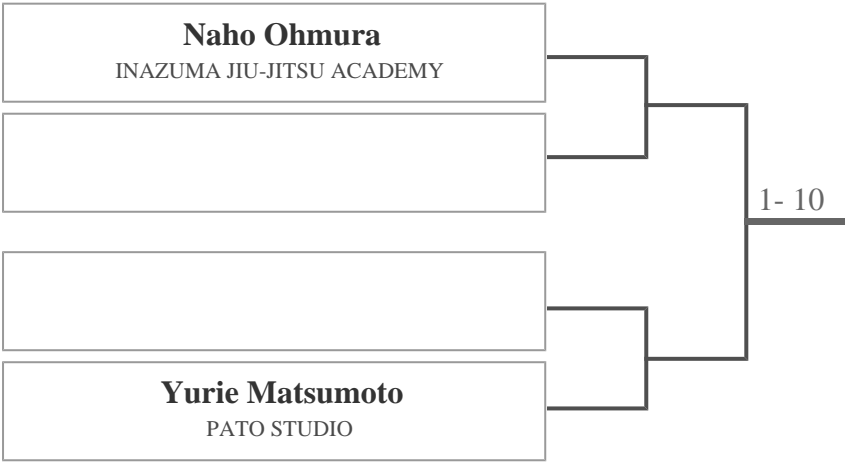 Naho Ohmura
INAZUMA JIU-JITSU ACADEMY
1- 10
Yurie Matsumoto
PATO STUDIO